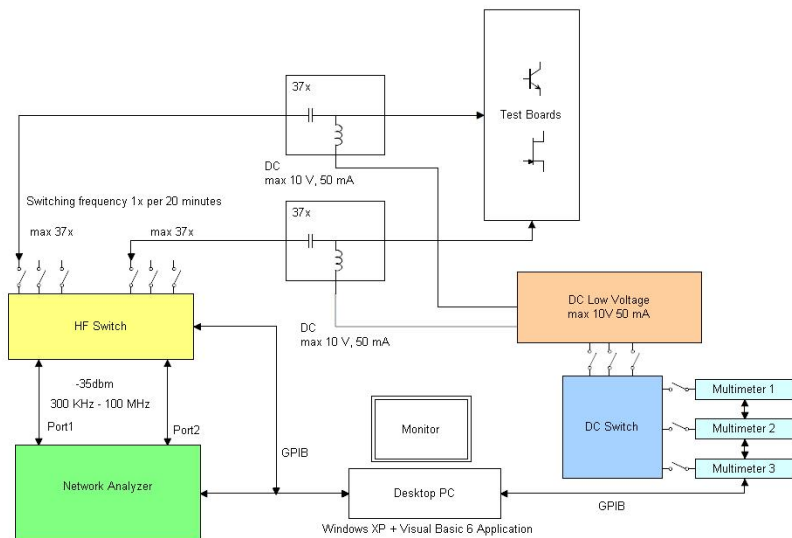 37x
Test Boards
DC
max 10 V, 50 mA
Switching frequency 1x per 20 minutes
max 37x
max 37x
37x
DC Low Voltage
max 10V 50 mA
HF Switch
DC
max 10 V, 50 mA
-35dbm
300 KHz - 100 MHz
Port1
Port2
Multimeter 1
DC Switch
Multimeter 2
Multimeter 3
Monitor
GPIB
Network Analyzer
Desktop PC
GPIB
Windows XP + Visual Basic 6 Application